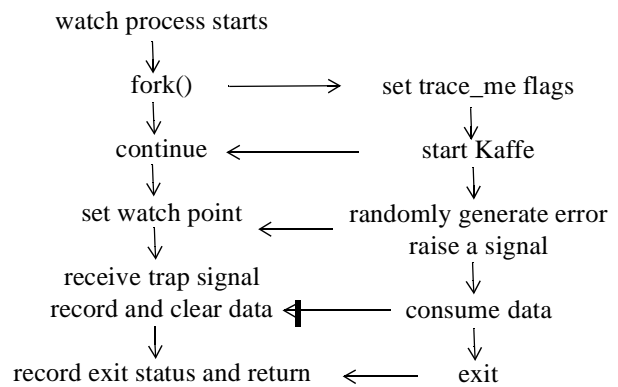 watch process starts
fork()
set trace_me flags
continue
start Kaffe
set watch point
randomly generate error
raise a signal
receive trap signal
record and clear data
consume data
record exit status and return
exit